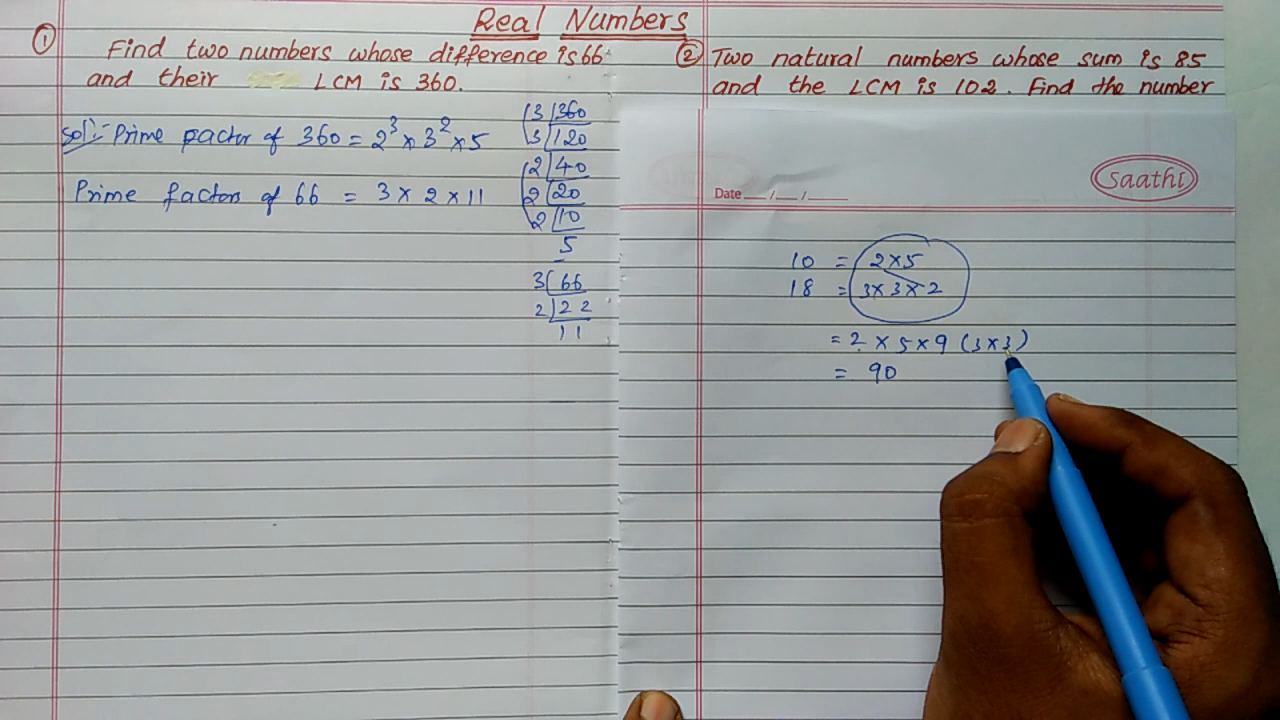 Real Numbers
① Find two numbers whose difference is 66
and their LCM is 360.
Sol:- Prime factor of 360 = 2³ × 3² × 5
Prime factors of 66 = 3 × 2 × 11
3 | 360
3 | 120
2 | 40
2 | 20
2 | 10
5
3 | 66
2 | 22
11
② Two natural numbers whose sum is 85
and the LCM is 102. Find the number
Saathi
Date __/__/____
10 = 2×5
18 = 3×3×2
= 2 × 5 × 9 (3×3)
= 90